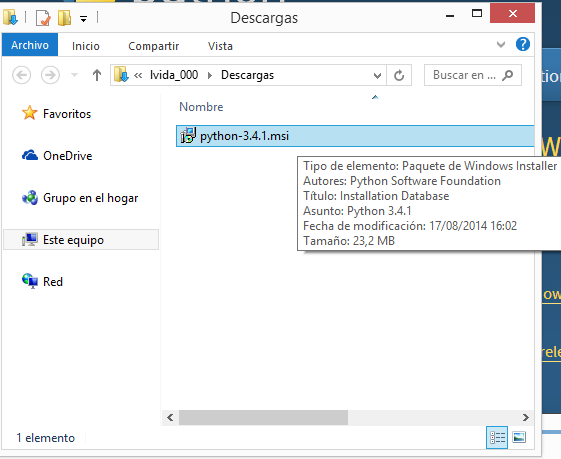 Descargas
Archivo Inicio Compartir Vista
lvida_000 Descargas Buscar en ...
Favoritos
OneDrive
Grupo en el hogar
Este equipo
Red
Nombre
python-3.4.1.msi
Tipo de elemento: Paquete de Windows Installer
Autores: Python Software Foundation
Título: Installation Database
Asunto: Python 3.4.1
Fecha de modificación: 17/08/2014 16:02
Tamaño: 23,2 MB
1 elemento